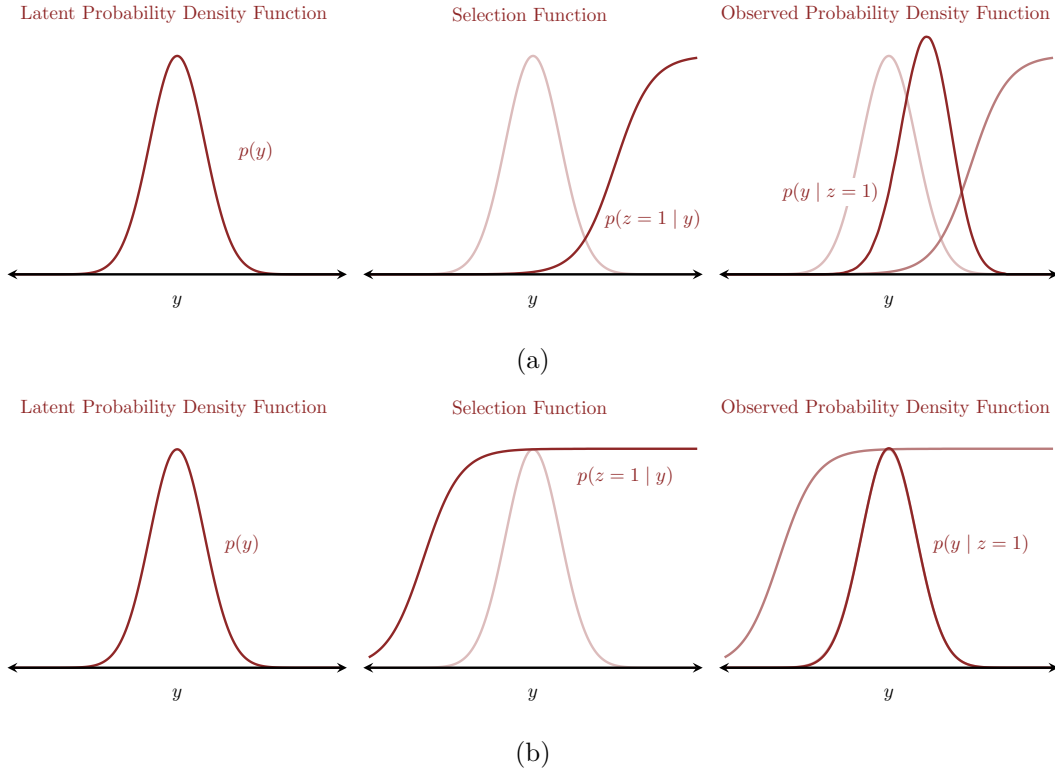 Latent Probability Density Function
Selection Function
Observed Probability Density Function
p(y)
p(z = 1 | y)
p(y | z = 1)
y
y
y
(a)
Latent Probability Density Function
Selection Function
Observed Probability Density Function
p(y)
p(z = 1 | y)
p(y | z = 1)
y
y
y
(b)